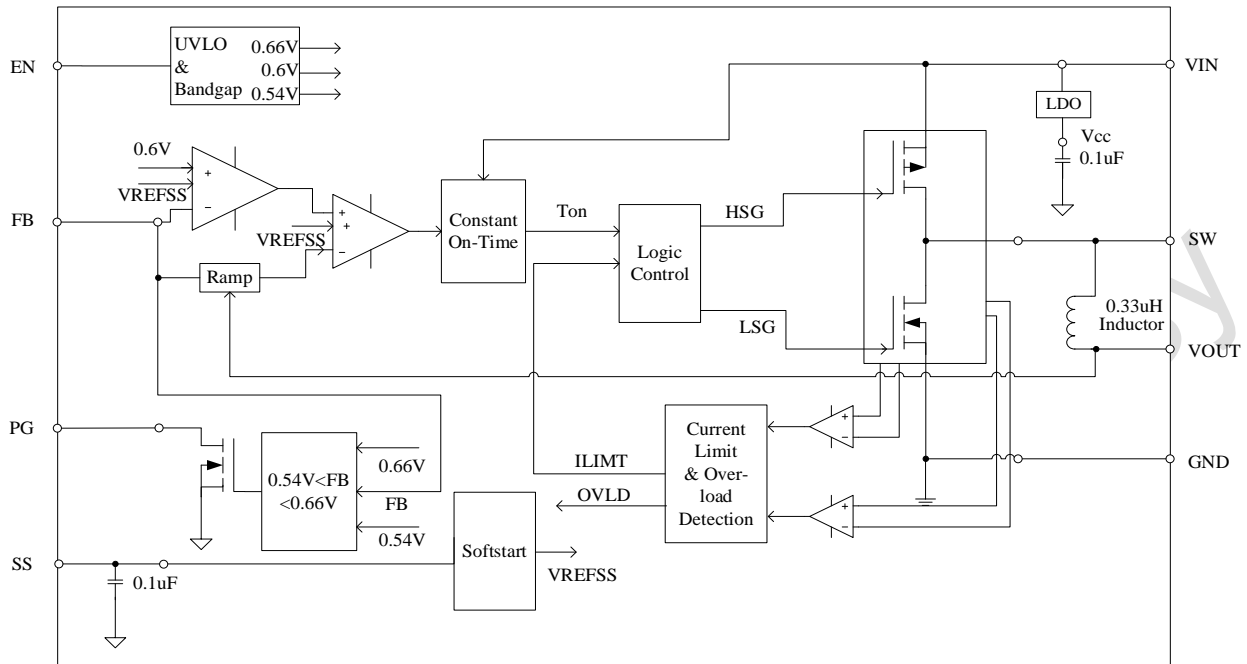 UVLO
&
Bandgap
0.66V
0.6V
0.54V
EN
VIN
LDO
Vcc
0.1uF
0.6V
+
VREFSS
−
FB
+
+
VREFSS
−
Constant
On-Time
Ton
Logic
Control
HSG
LSG
SW
Ramp
0.33uH
Inductor
VOUT
PG
0.54V<FB
<0.66V
0.66V
FB
0.54V
ILIMT
OVLD
Current
Limit
& Over-
load
Detection
+
−
+
−
GND
SS
0.1uF
Softstart
VREFSS